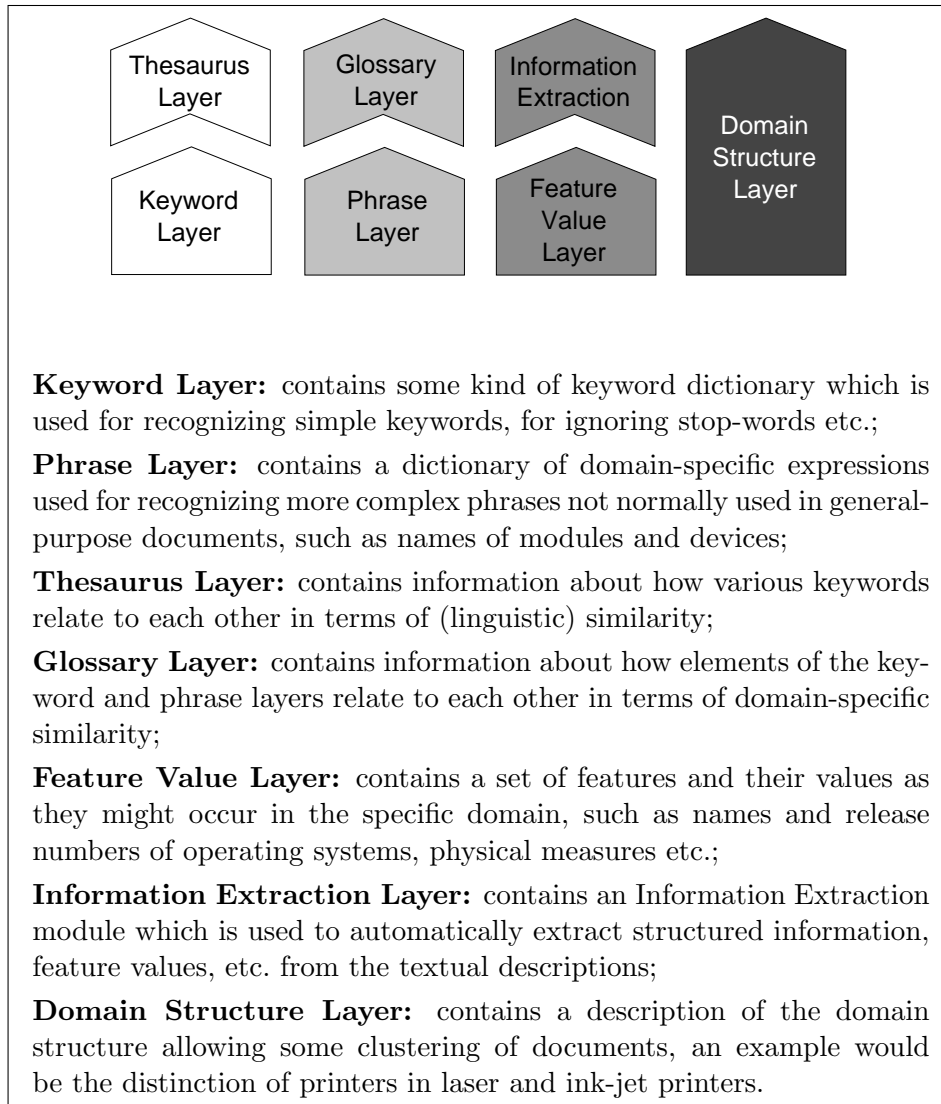 Thesaurus
Layer
Glossary
Layer
Information
Extraction
Domain
Structure
Layer
Keyword
Layer
Phrase
Layer
Feature
Value
Layer
Keyword Layer: contains some kind of keyword dictionary which is
used for recognizing simple keywords, for ignoring stop-words etc.;
Phrase Layer: contains a dictionary of domain-specific expressions
used for recognizing more complex phrases not normally used in general-
purpose documents, such as names of modules and devices;
Thesaurus Layer: contains information about how various keywords
relate to each other in terms of (linguistic) similarity;
Glossary Layer: contains information about how elements of the key-
word and phrase layers relate to each other in terms of domain-specific
similarity;
Feature Value Layer: contains a set of features and their values as
they might occur in the specific domain, such as names and release
numbers of operating systems, physical measures etc.;
Information Extraction Layer: contains an Information Extraction
module which is used to automatically extract structured information,
feature values, etc. from the textual descriptions;
Domain Structure Layer: contains a description of the domain
structure allowing some clustering of documents, an example would
be the distinction of printers in laser and ink-jet printers.